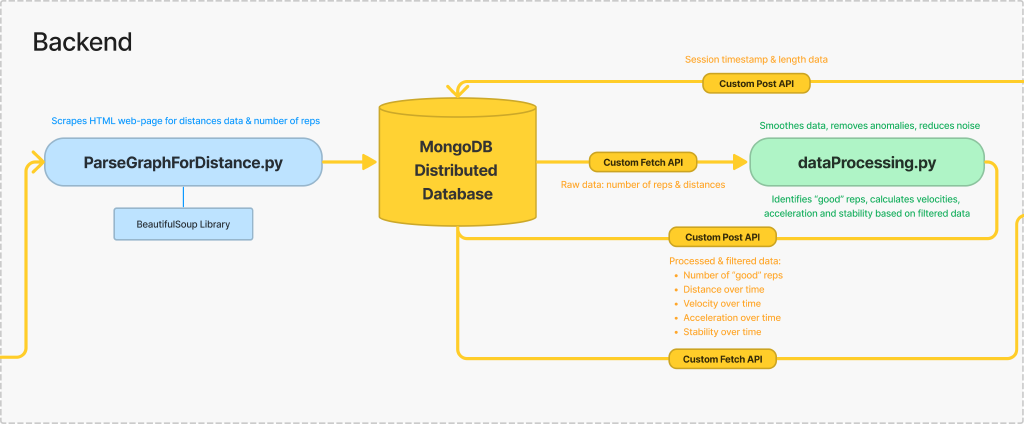 Backend
Session timestamp & length data
Custom Post API
Scrapes HTML web-page for distances data & number of reps
ParseGraphForDistance.py
BeautifulSoup Library
MongoDB
Distributed
Database
Custom Fetch API
Raw data: number of reps & distances
Smoothes data, removes anomalies, reduces noise
dataProcessing.py
Identifies "good" reps, calculates velocities,
acceleration and stability based on filtered data
Custom Post API
Processed & filtered data:
• Number of "good" reps
• Distance over time
• Velocity over time
• Acceleration over time
• Stability over time
Custom Fetch API